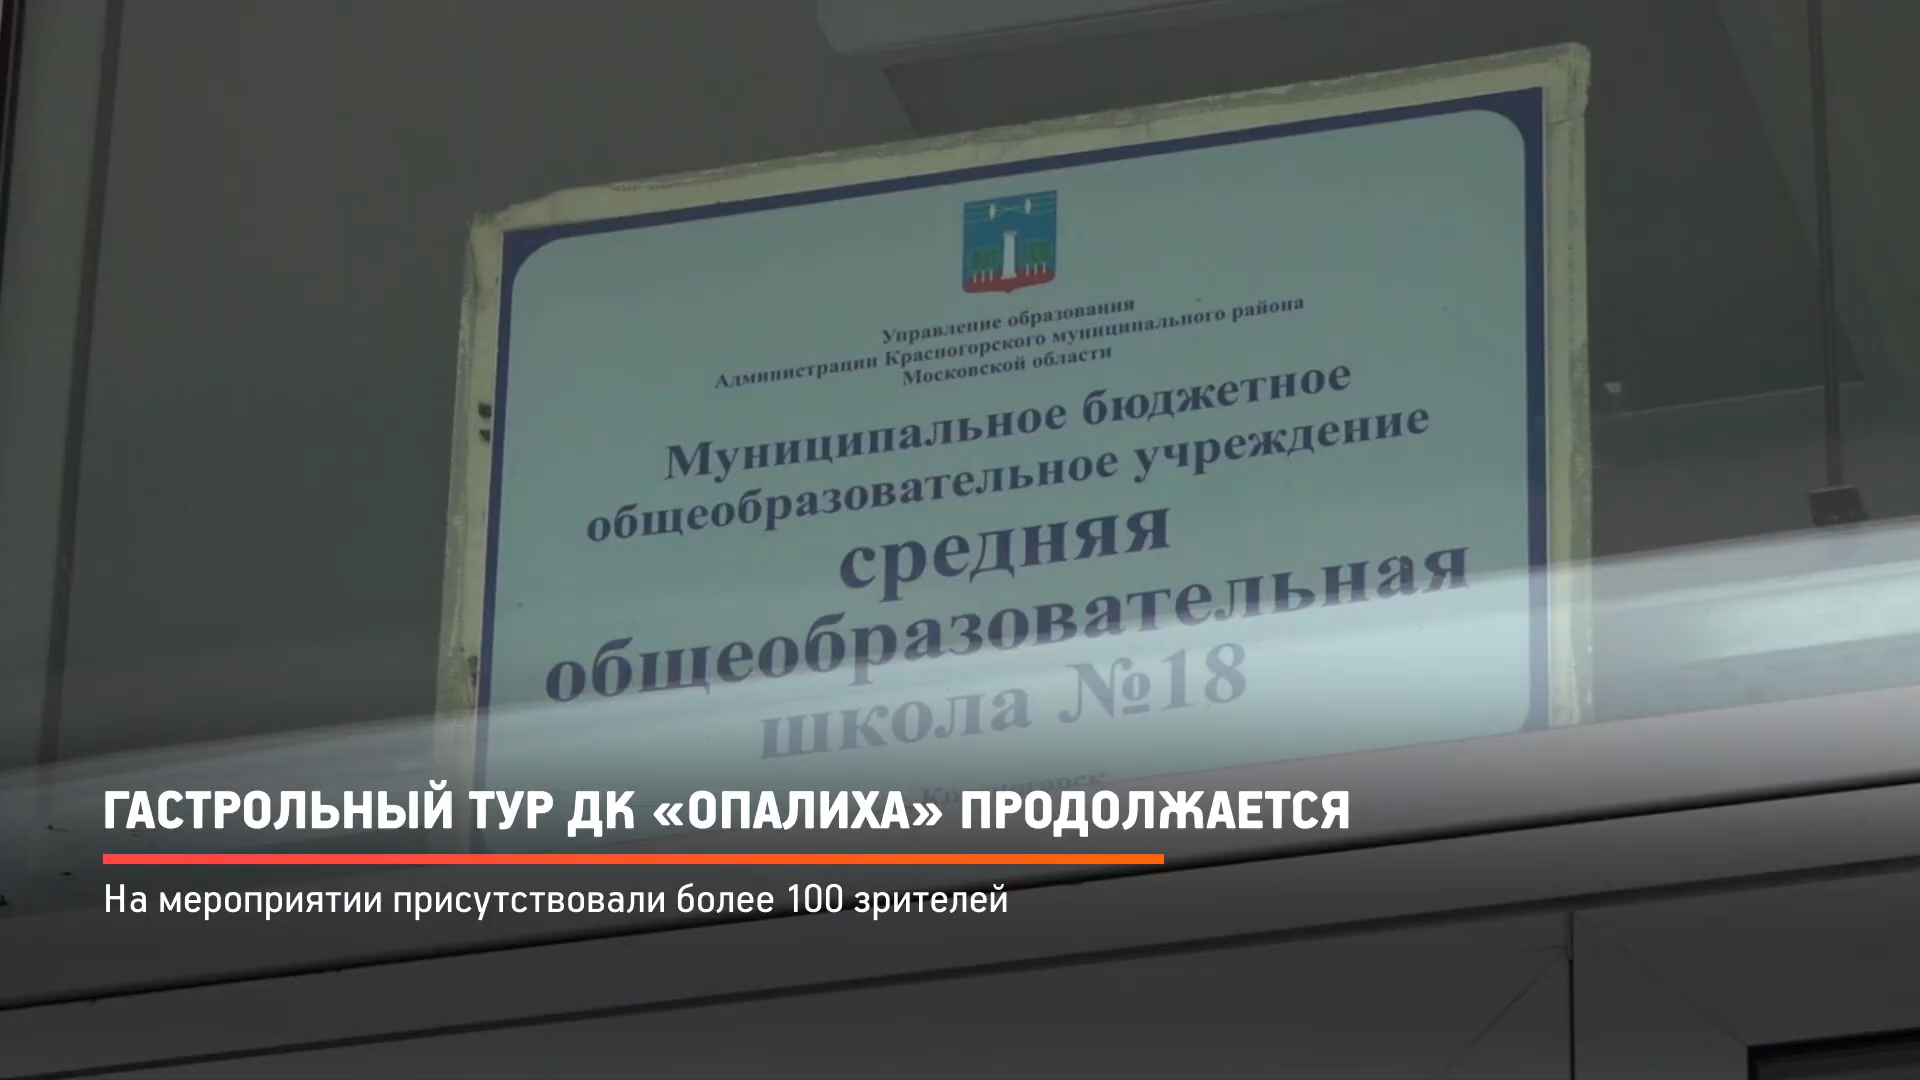 Управление образования
Администрации Красногорского муниципального района
Московской области
Муниципальное бюджетное
общеобразовательное учреждение
средняя
общеобразовательная
школа №18
ГАСТРОЛЬНЫЙ ТУР ДК «ОПАЛИХА» ПРОДОЛЖАЕТСЯ
На мероприятии присутствовали более 100 зрителей